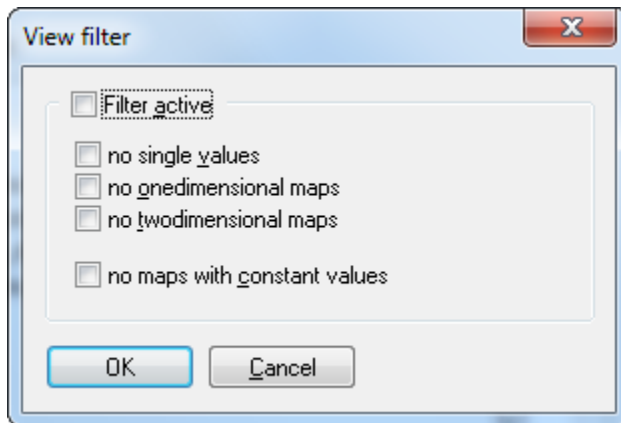 View filter
Filter active
no single values
no onedimensional maps
no twodimensional maps
no maps with constant values
OK
Cancel